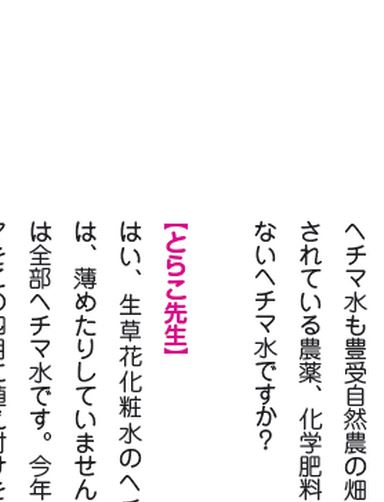 ヘチマ水も豊受自然農の畑
されている農薬、化学肥料
ないヘチマ水ですか？
【とらこ先生】
はい、生草花化粧水のヘチ
は、薄めたりしていません
は全部ヘチマ水です。今年